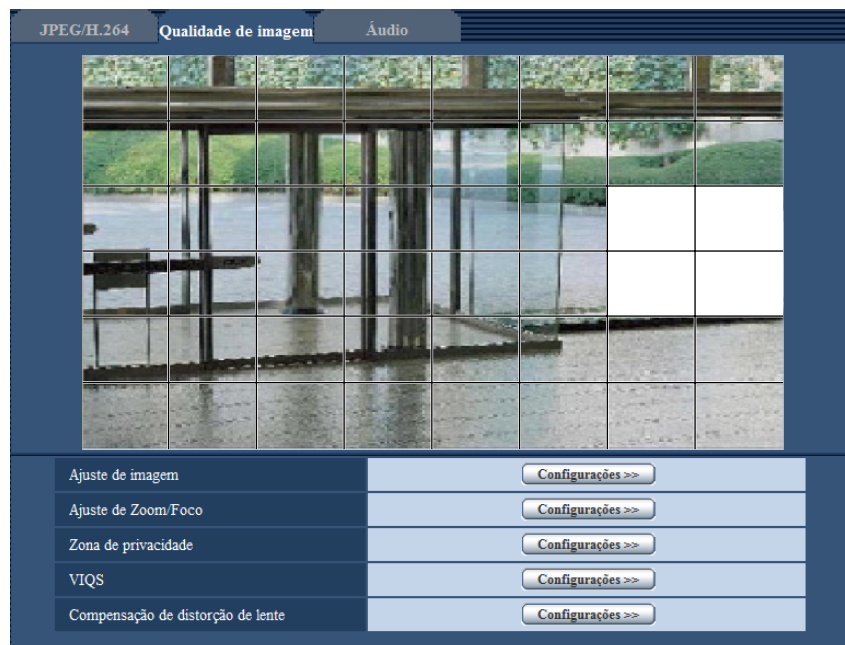 JPEG/H.264 Qualidade de imagem Áudio
Ajuste de imagem Configurações >>
Ajuste de Zoom/Foco Configurações >>
Zona de privacidade Configurações >>
VIQS Configurações >>
Compensação de distorção de lente Configurações >>